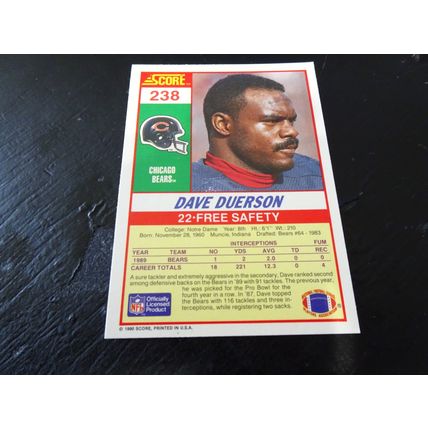 SCORE
238
CHICAGO
BEARS™
DAVE DUERSON
22•FREE SAFETY
College: Notre Dame Year: 8th Ht.: 6'1" Wt.: 210
Born: November 28, 1960 Muncie, Indiana Drafted: Bears #64 - 1983
INTERCEPTIONS FUM
YEAR TEAM NO YDS AVG TD REC
1989 BEARS 1 2 2.0 0 0
CAREER TOTALS 18 221 12.3 0 4
A sure tackler and extremely aggressive in the secondary, Dave ranked second
among defensive backs on the Bears in '89 with 91 tackles. The previous year,
he was picked for the Pro Bowl for the
fourth year in a row. In '87, Dave topped
the Bears with 116 tackles and three in-
terceptions, while registering two sacks.
NFL
Officially
Licensed
Product
© 1990 SCORE, PRINTED IN U.S.A.